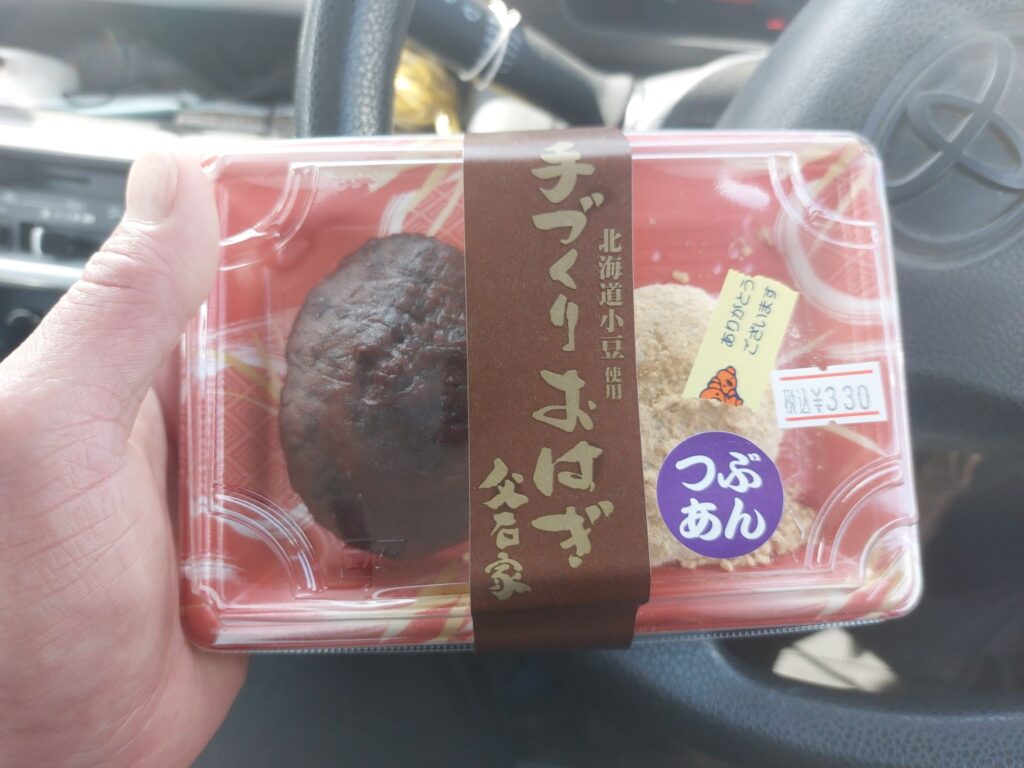 手づくりおはぎ
北海道小豆使用
父石家
ありがとう
ございます
税込¥330
つぶ
あん